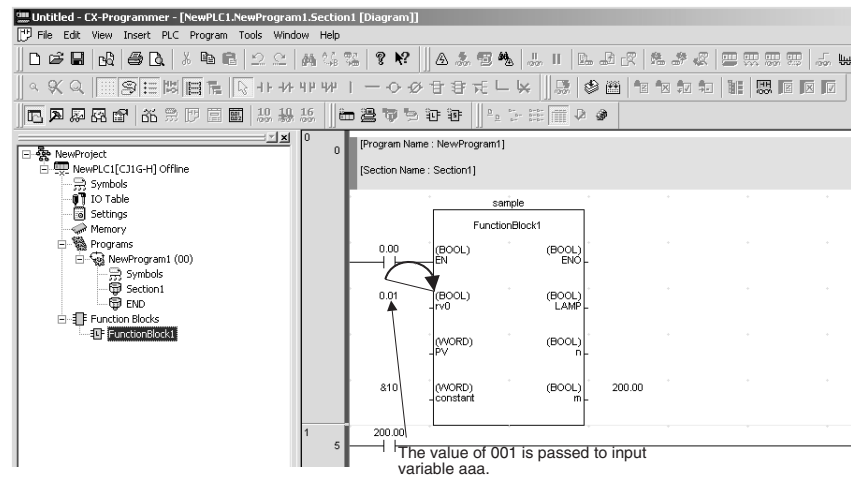 Untitled - CX-Programmer - [NewPLC1.NewProgram1.Section1 [Diagram]]
File Edit View Insert PLC Program Tools Window Help
10 10 16
NewProject
NewPLC1[CJ1G-H] Offline
Symbols
IO Table
Settings
Memory
Programs
NewProgram1 (00)
Symbols
Section1
END
Function Blocks
FunctionBlock1
0
0
[Program Name : NewProgram1]
[Section Name : Section1]
sample
FunctionBlock1
0.00 (BOOL) (BOOL)
EN ENO
0.01 (BOOL) (BOOL)
rv0 LAMP
(WORD) (BOOL)
PV n
&10 (WORD) (BOOL) 200.00
constant m
1
5
200.00
The value of 001 is passed to input
variable aaa.